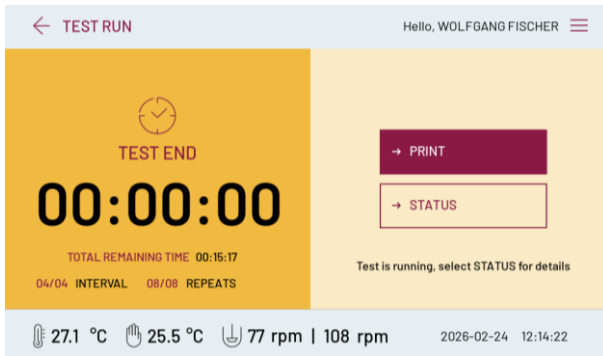 TEST RUN
Hello, WOLFGANG FISCHER
TEST END
00:00:00
TOTAL REMAINING TIME 00:15:17
04/04 INTERVAL 08/08 REPEATS
→ PRINT
→ STATUS
Test is running, select STATUS for details
27.1 °C 25.5 °C 77 rpm | 108 rpm 2026-02-24 12:14:22